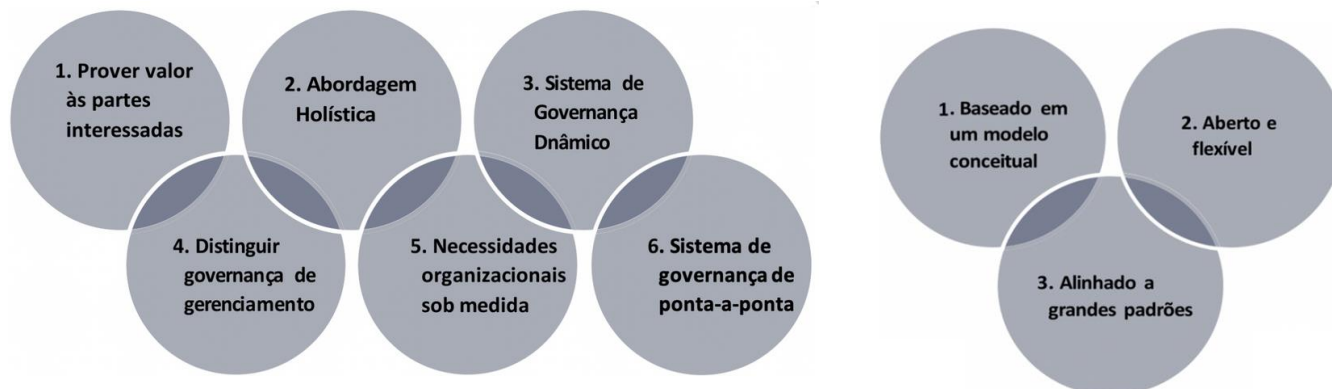 1. Prover valor
às partes
interessadas
2. Abordagem
Holística
3. Sistema de
Governança
Dnâmico
4. Distinguir
governança de
gerenciamento
5. Necessidades
organizacionais
sob medida
6. Sistema de
governança de
ponta-a-ponta
1. Baseado em
um modelo
conceitual
2. Aberto e
flexível
3. Alinhado a
grandes padrões